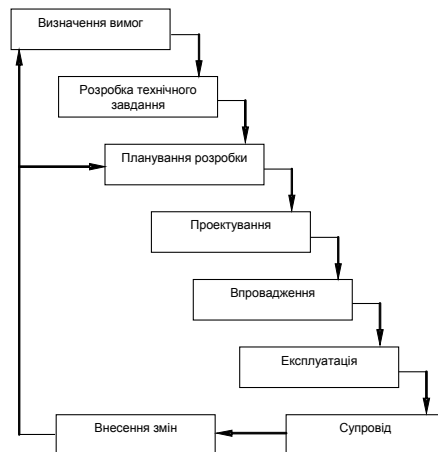 Визначення вимог
Розробка технічного
завдання
Планування розробки
Проектування
Впровадження
Експлуатація
Внесення змін
Супровід